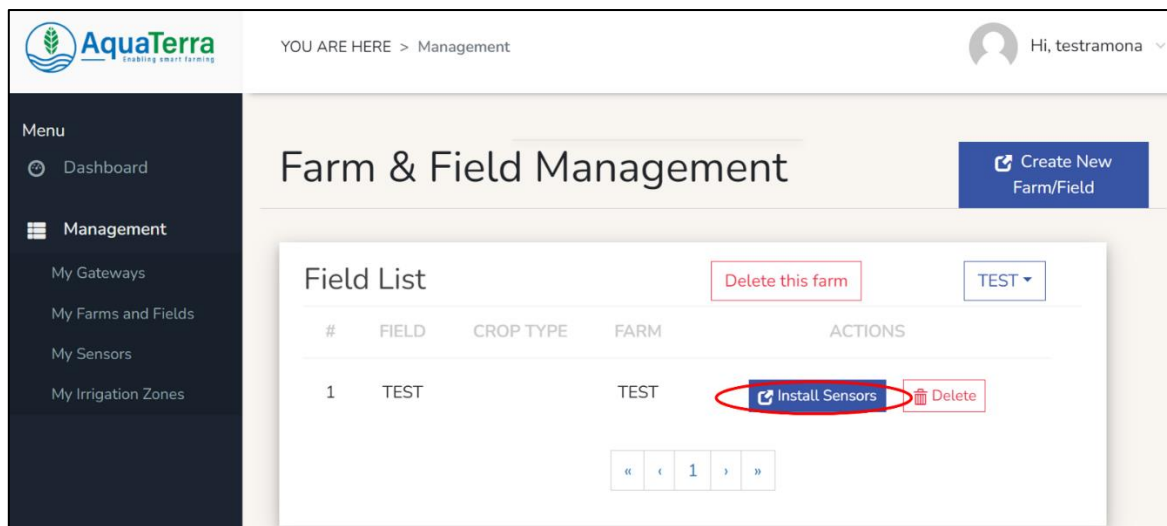 AquaTerra
Enabling smart farming
YOU ARE HERE > Management
Hi, testramona
Menu
Dashboard
Management
My Gateways
My Farms and Fields
My Sensors
My Irrigation Zones
Farm & Field Management
Create New
Farm/Field
Field List
Delete this farm
TEST
# FIELD CROP TYPE FARM ACTIONS
1 TEST TEST Install Sensors Delete
« ‹ 1 › »